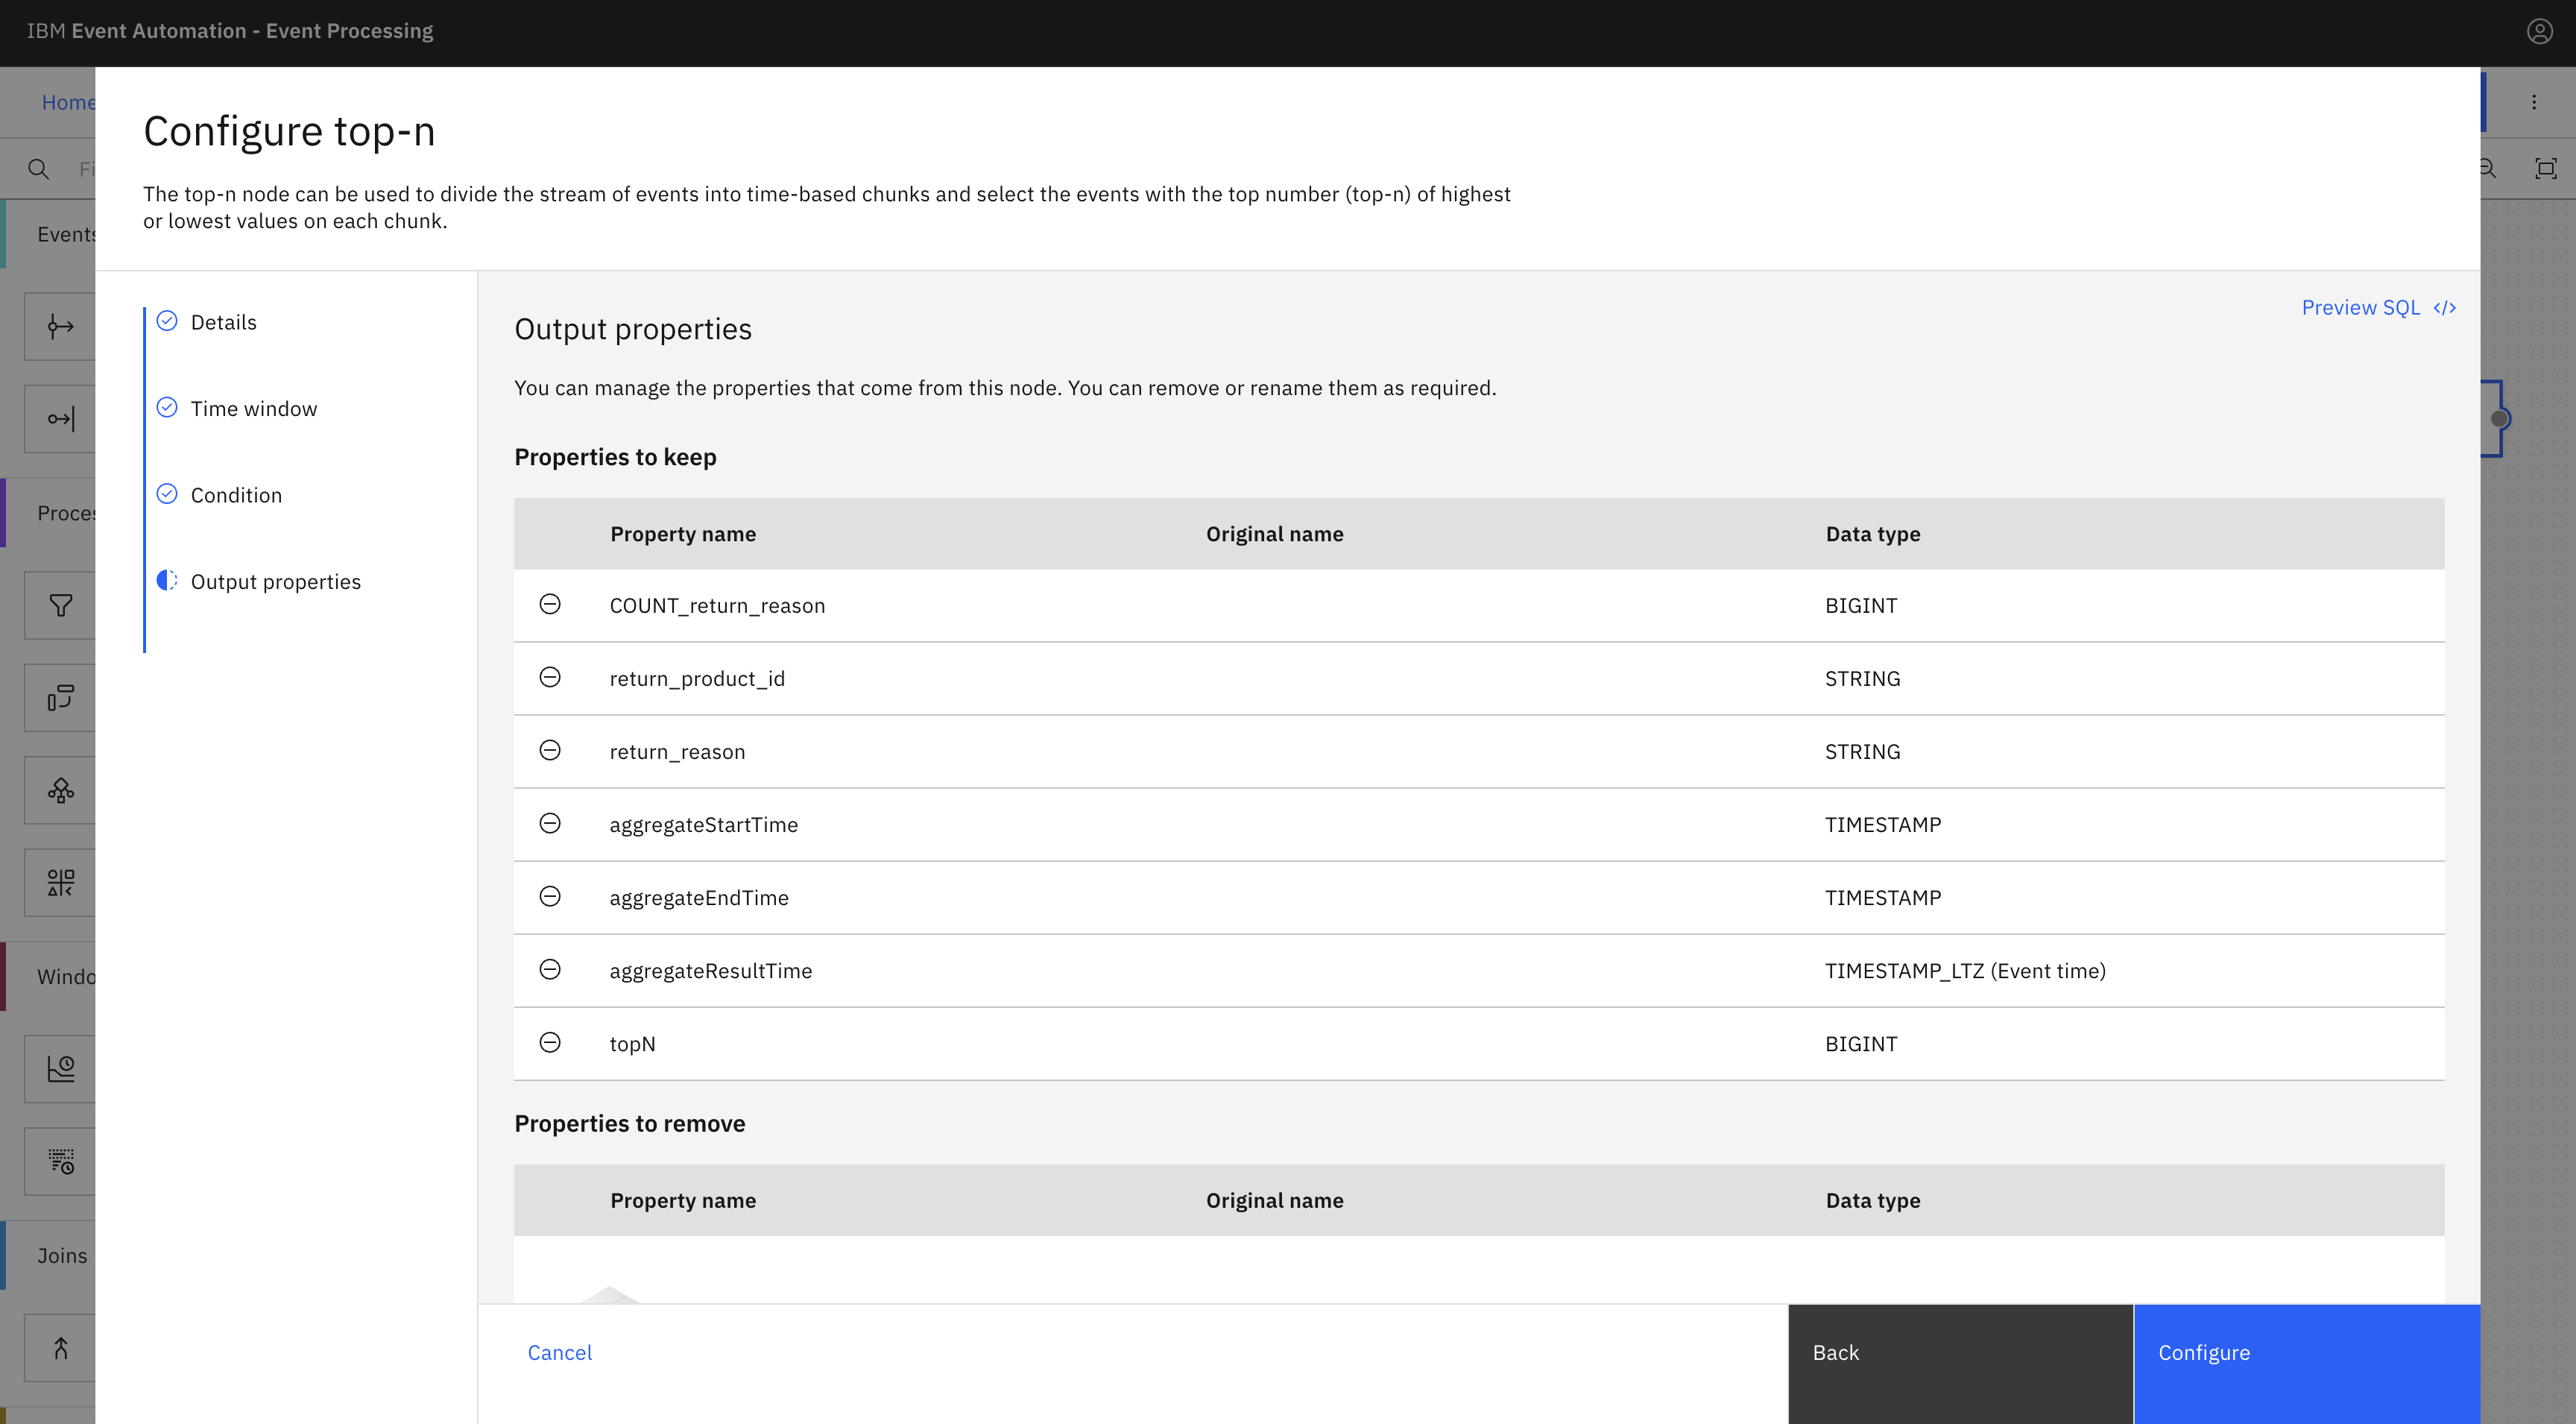 IBM Event Automation - Event Processing
Home
Configure top-n
The top-n node can be used to divide the stream of events into time-based chunks and select the events with the top number (top-n) of highest
or lowest values on each chunk.
Fi
Events
Proces
Windo
Joins
Details
Time window
Condition
Output properties
Preview SQL </>
Output properties
You can manage the properties that come from this node. You can remove or rename them as required.
Properties to keep
Property name Original name Data type
COUNT_return_reason BIGINT
return_product_id STRING
return_reason STRING
aggregateStartTime TIMESTAMP
aggregateEndTime TIMESTAMP
aggregateResultTime TIMESTAMP_LTZ (Event time)
topN BIGINT
Properties to remove
Property name Original name Data type
Cancel Back Configure